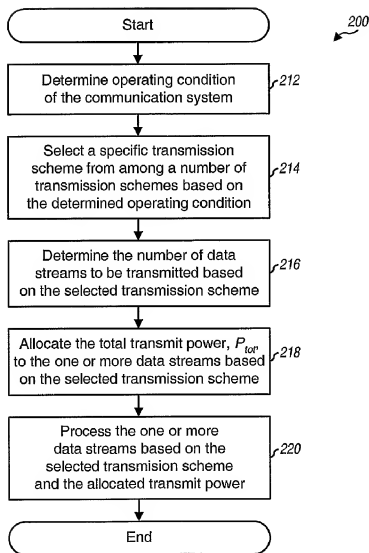 Start
200
Determine operating condition
of the communication system
212
Select a specific transmission
scheme from among a number of
transmission schemes based on
the determined operating condition
214
Determine the number of data
streams to be transmitted based
on the selected transmission scheme
216
Allocate the total transmit power, Ptot,
to the one or more data streams based
on the selected transmission scheme
218
Process the one or more
data streams based on the
selected transmision scheme
and the allocated transmit power
220
End